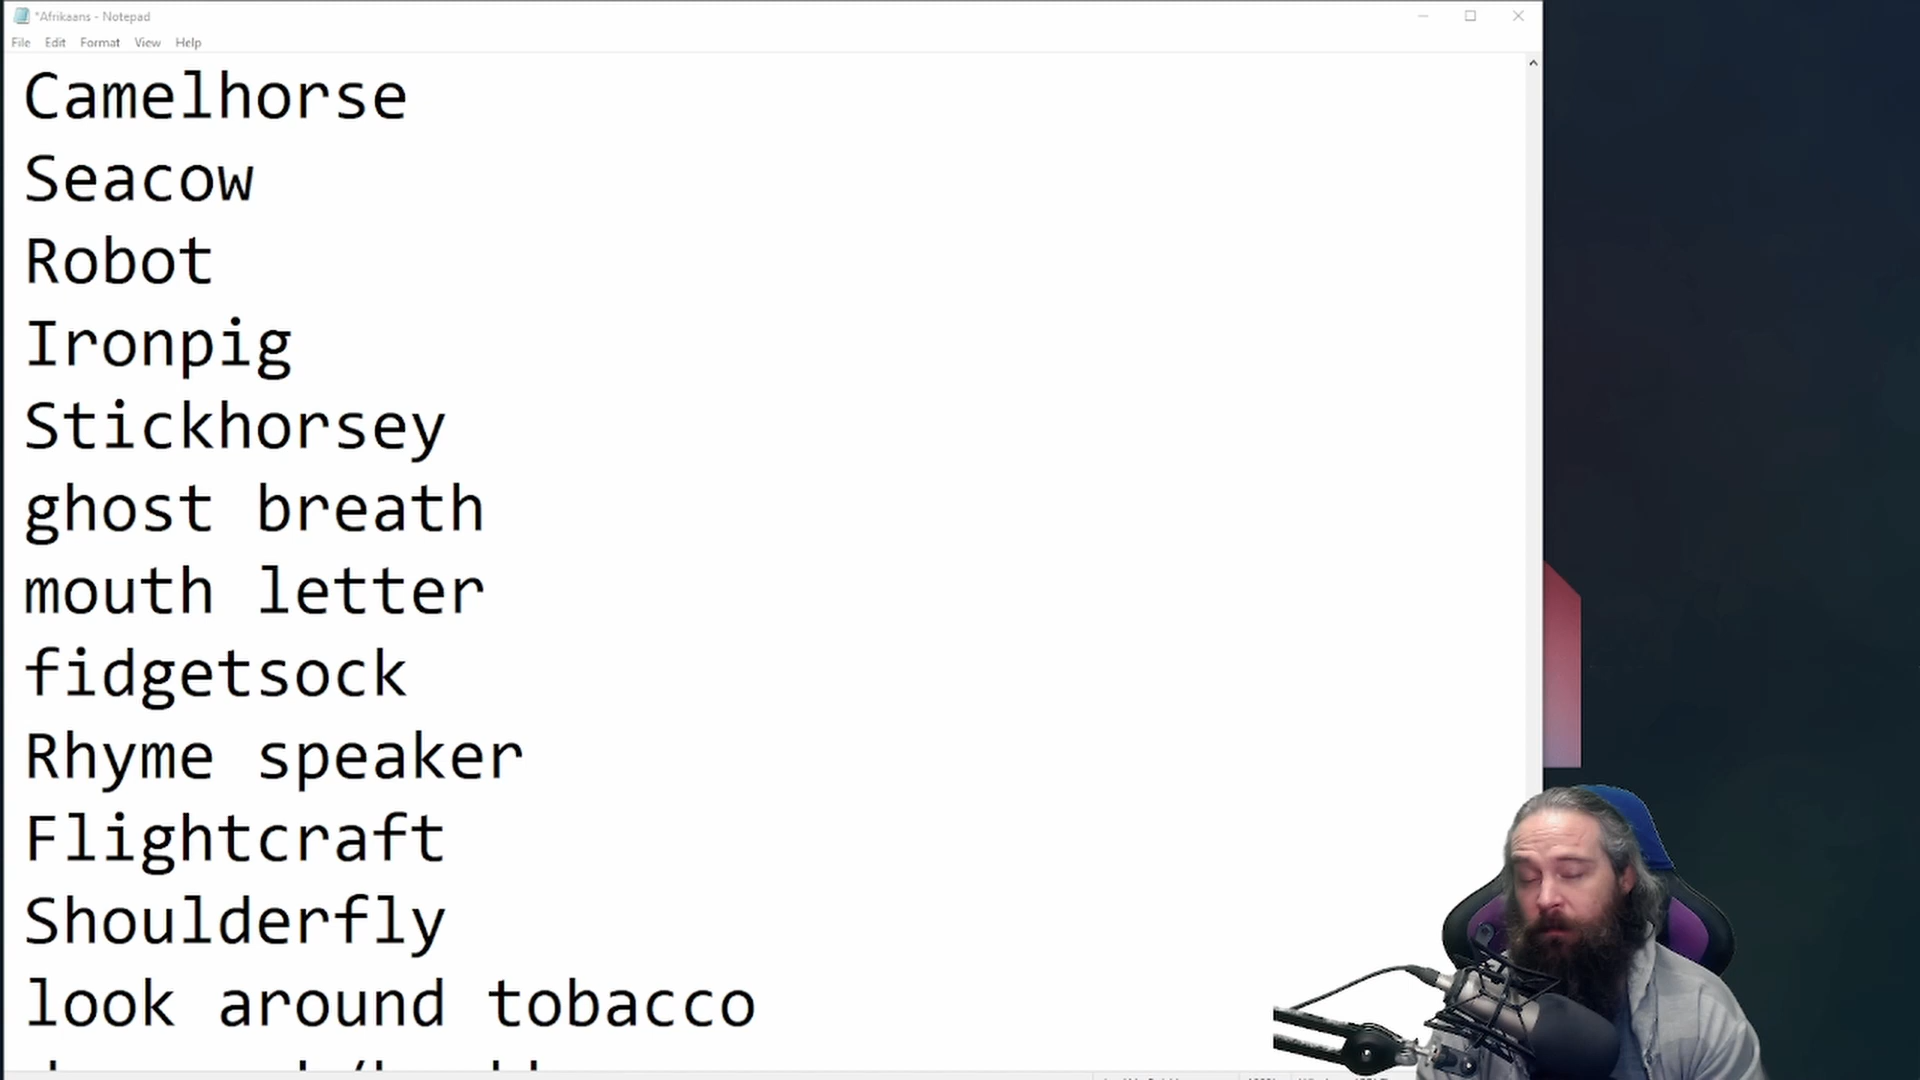 *Afrikaans - Notepad
File Edit Format View Help
Camelhorse
Seacow
Robot
Ironpig
Stickhorsey
ghost breath
mouth letter
fidgetsock
Rhyme speaker
Flightcraft
Shoulderfly
look around tobacco